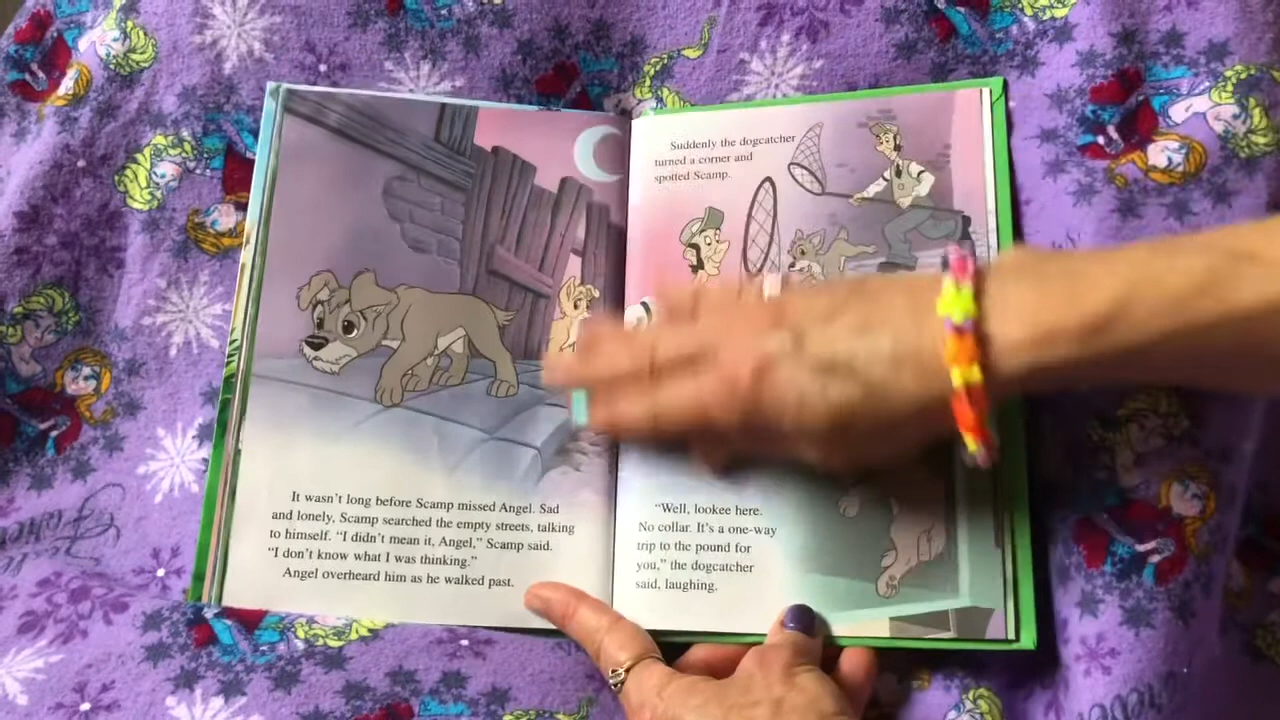 It wasn't long before Scamp missed Angel. Sad
and lonely, Scamp searched the empty streets, talking
to himself. "I didn't mean it, Angel," Scamp said.
"I don't know what I was thinking."
Angel overheard him as he walked past.
Suddenly the dogcatcher
turned a corner and
spotted Scamp.
"Well, lookee here.
No collar. It's a one-way
trip to the pound for
you," the dogcatcher
said, laughing.